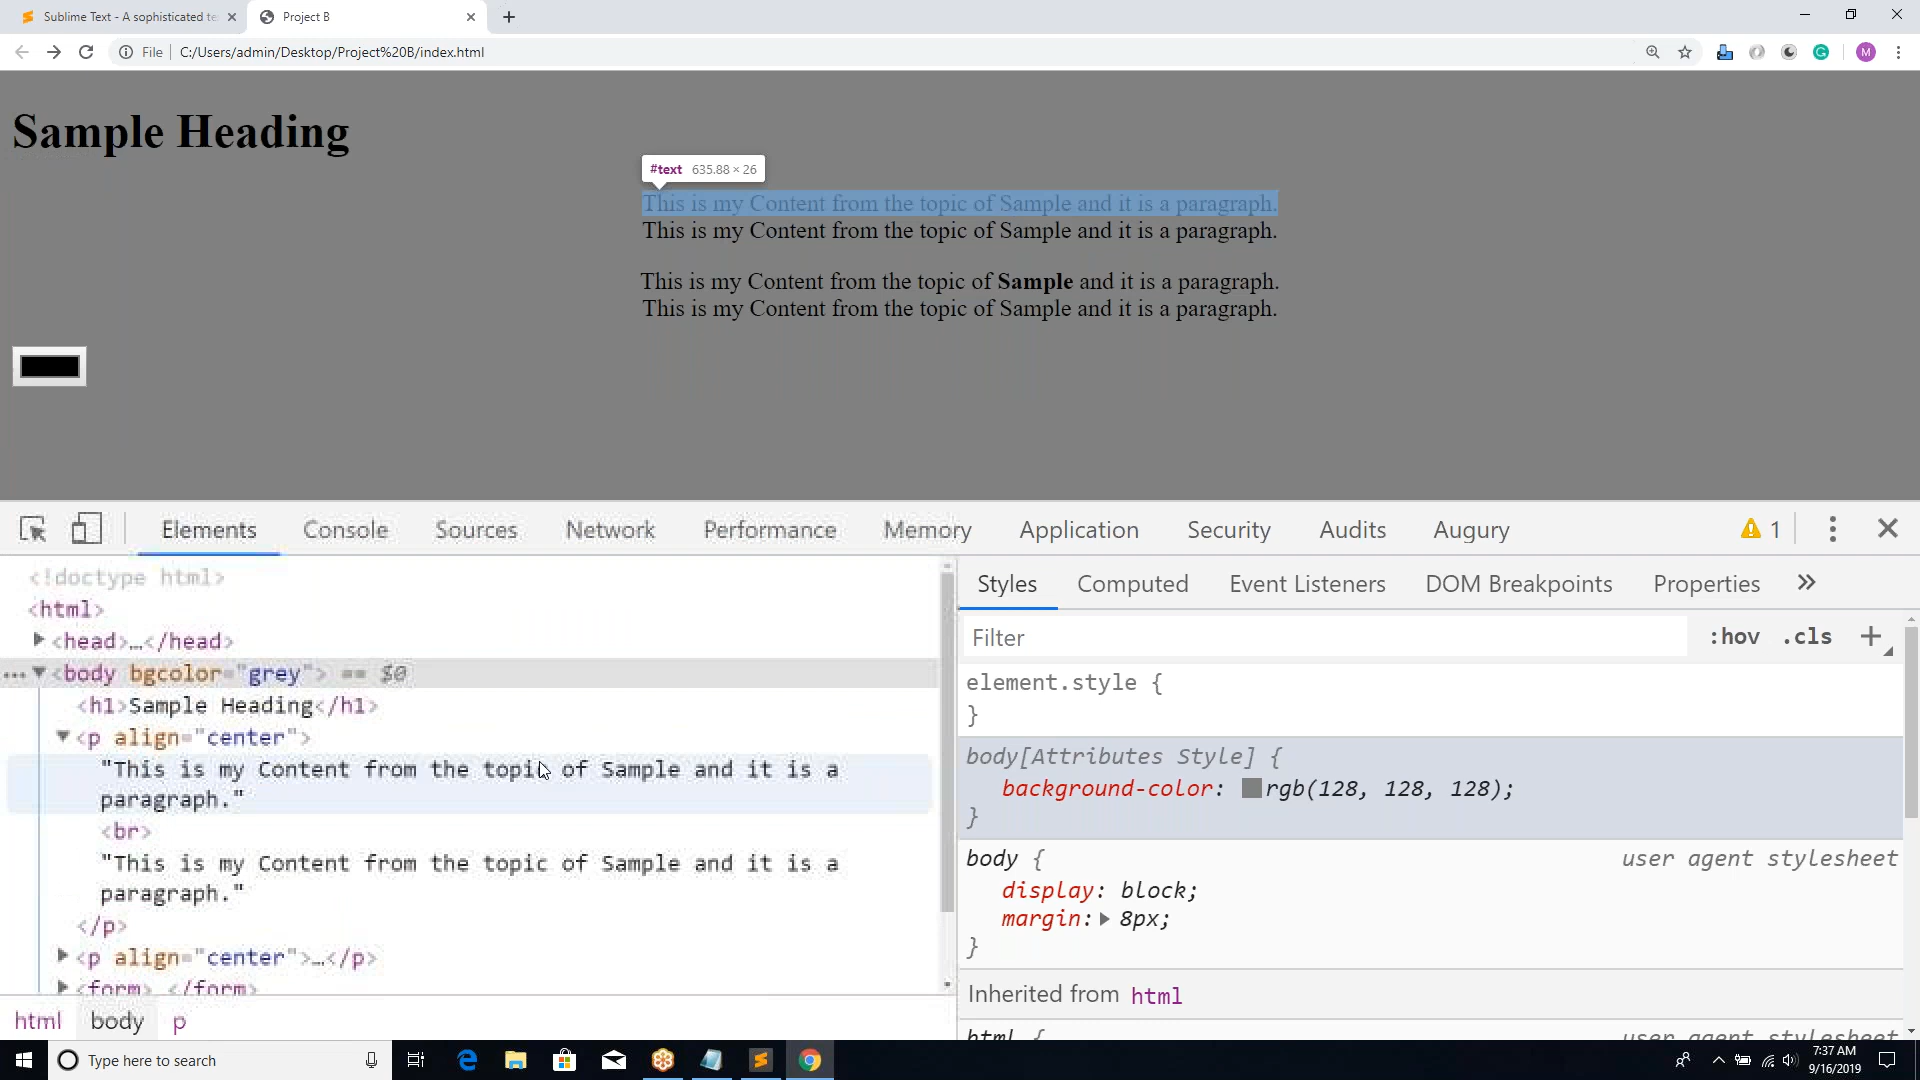 Sublime Text - A sophisticated te
Project B
File
C:/Users/admin/Desktop/Project%20B/index.html
M
Sample Heading
#text 635.88 × 26
This is my Content from the topic of Sample and it is a paragraph.
This is my Content from the topic of Sample and it is a paragraph.
This is my Content from the topic of Sample and it is a paragraph.
This is my Content from the topic of Sample and it is a paragraph.
Elements Console Sources Network Performance Memory Application Security Audits Augury 1
<!doctype html>
<html>
<head>…</head>
<body bgcolor="grey"> == $0
<h1>Sample Heading</h1>
<p align="center">
"This is my Content from the topic of Sample and it is a
paragraph."
<br>
"This is my Content from the topic of Sample and it is a
paragraph."
</p>
<p align="center">…</p>
<form> </form>
html body p
Styles Computed Event Listeners DOM Breakpoints Properties »
Filter :hov .cls +
element.style {
}
body[Attributes Style] {
background-color: rgb(128, 128, 128);
}
body { user agent stylesheet
display: block;
margin: 8px;
}
Inherited from html
html { user agent stylesheet
Type here to search
7:37 AM
9/16/2019